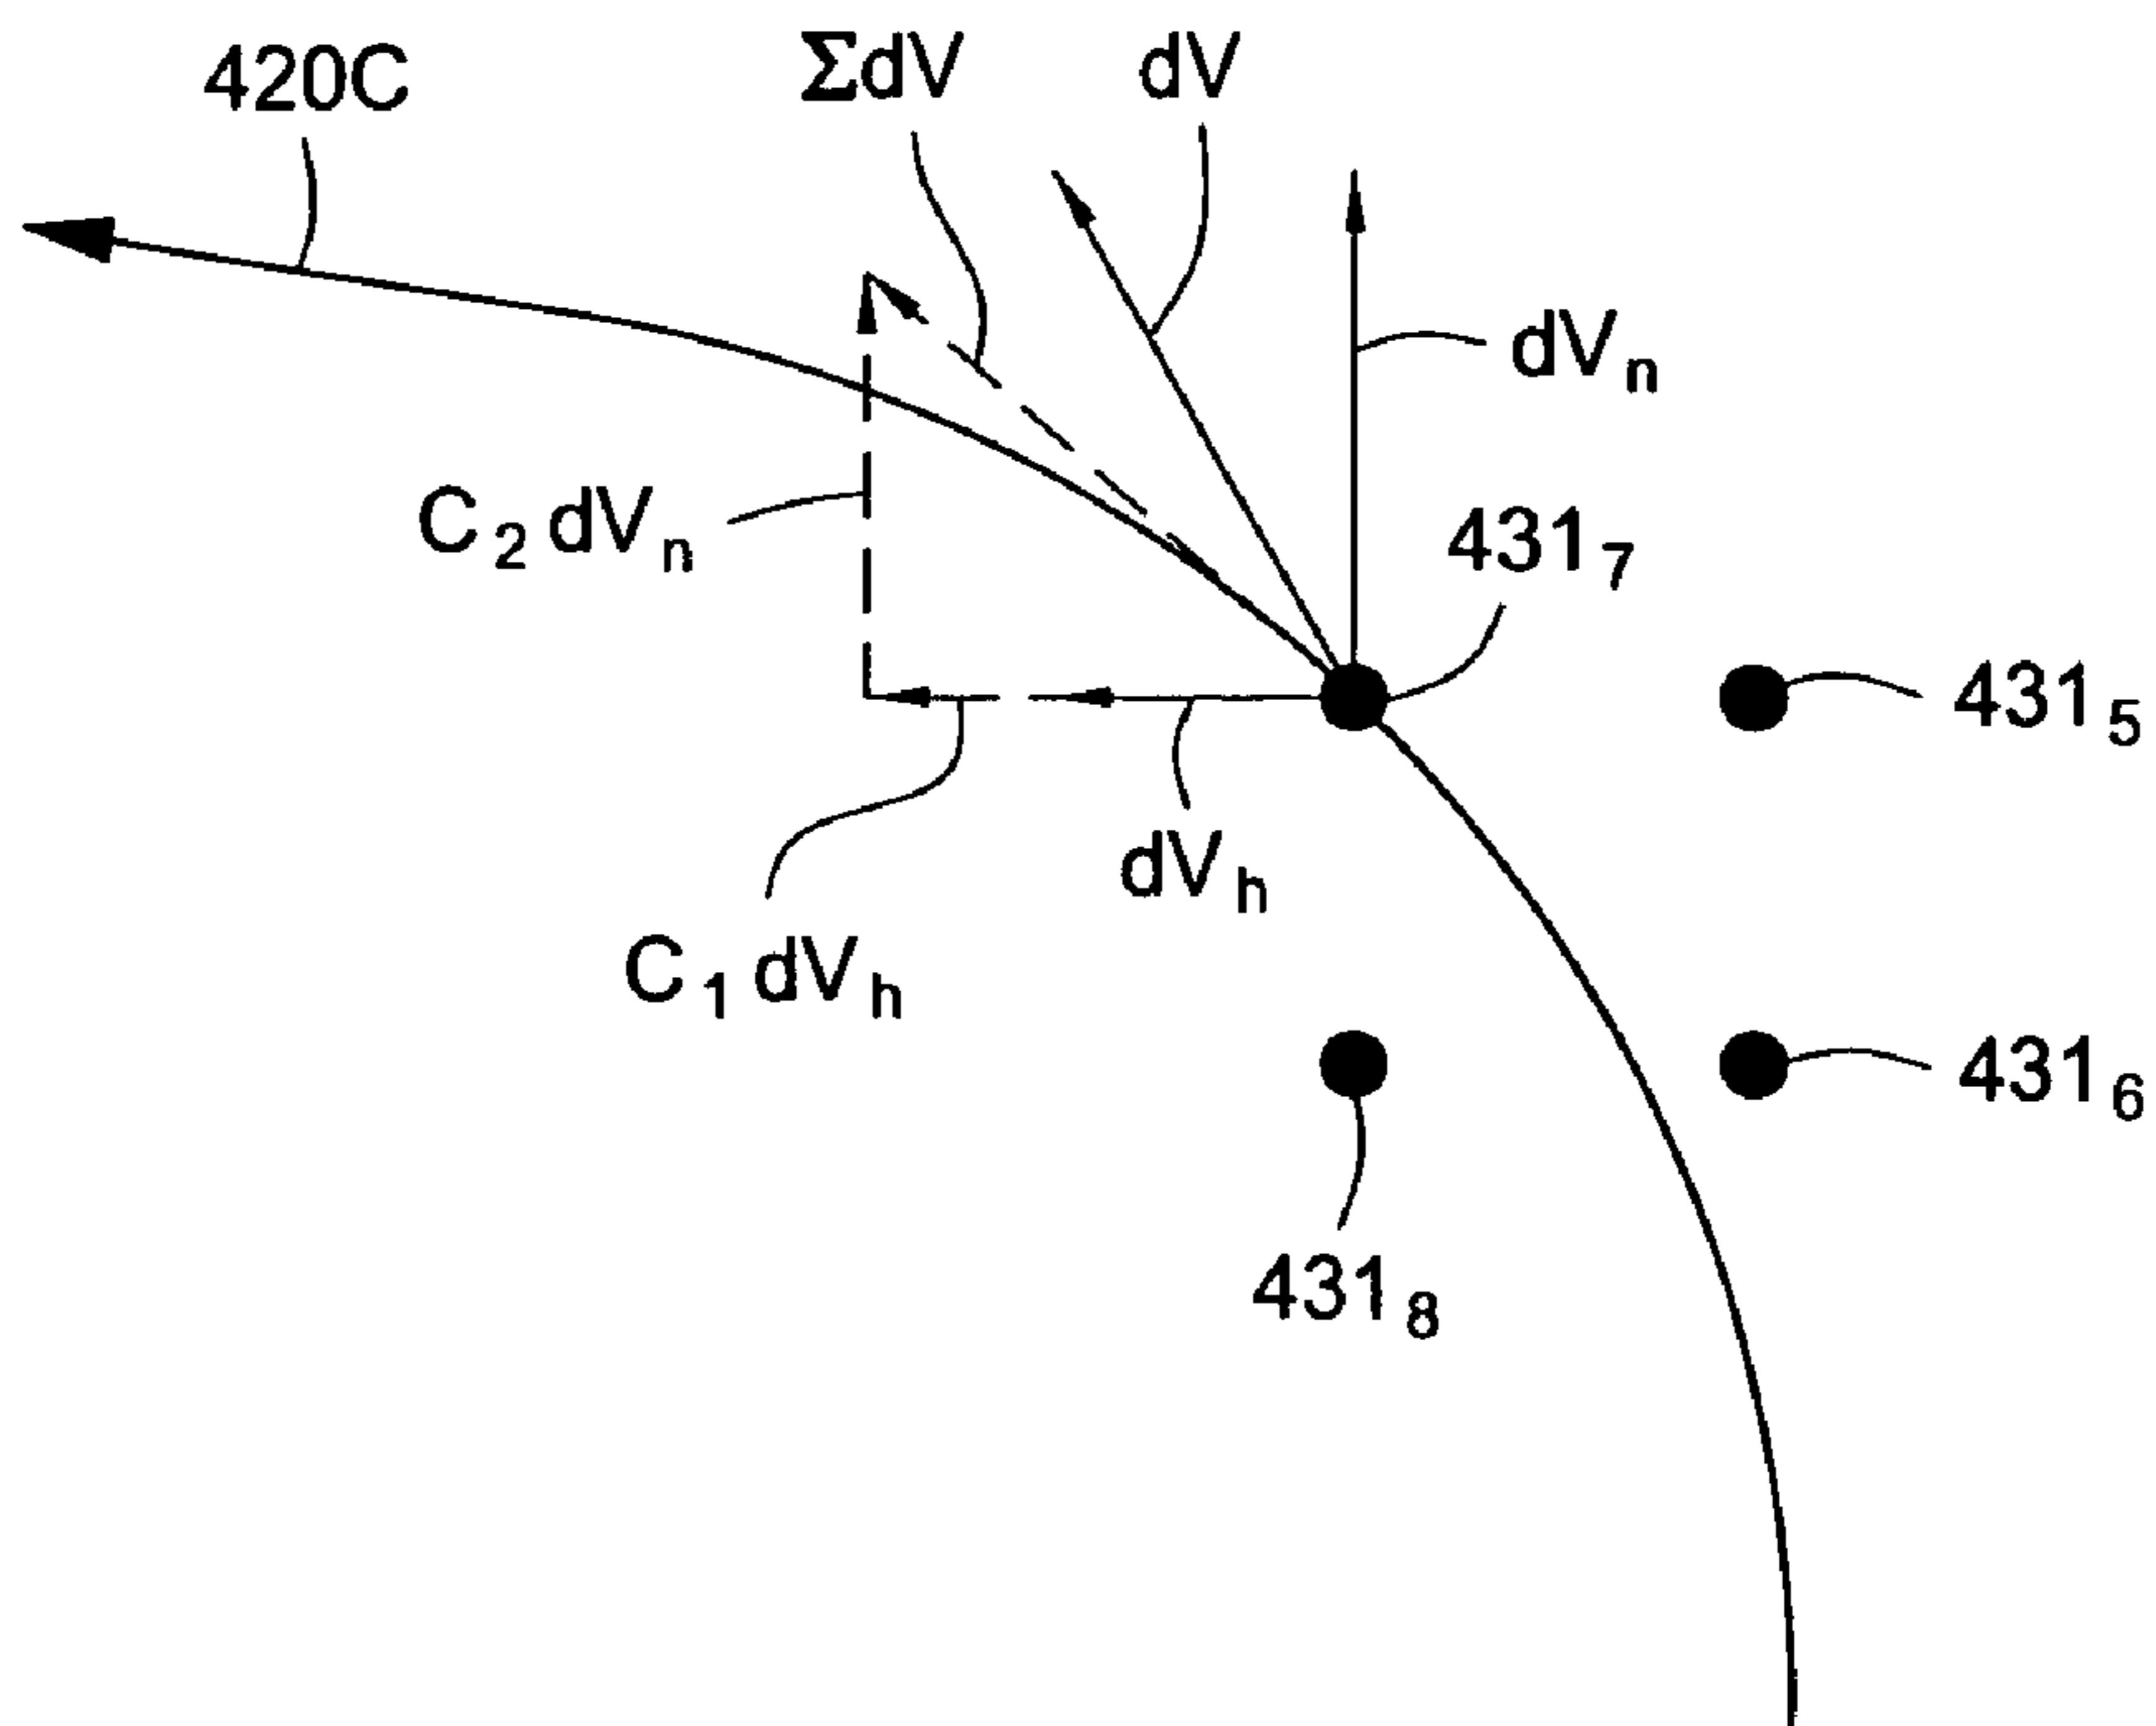 420C
ΣdV
dV
dVₙ
C₂ dVₙ
431₇
431₅
dVₕ
C₁ dVₕ
431₆
431₈